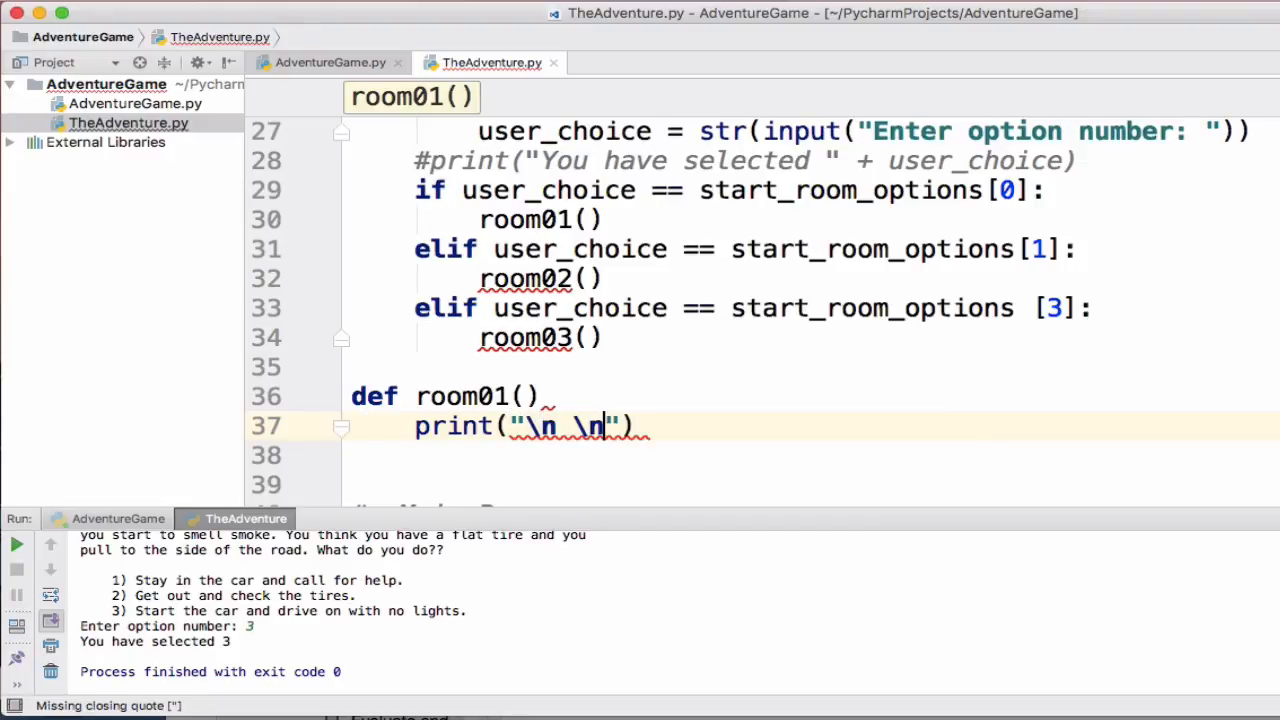 TheAdventure.py - AdventureGame - [~/PycharmProjects/AdventureGame]
AdventureGame TheAdventure.py
Project AdventureGame.py TheAdventure.py
AdventureGame ~/Pycharm
AdventureGame.py
TheAdventure.py
External Libraries
room01()
27 user_choice = str(input("Enter option number: "))
28 #print("You have selected " + user_choice)
29 if user_choice == start_room_options[0]:
30 room01()
31 elif user_choice == start_room_options[1]:
32 room02()
33 elif user_choice == start_room_options [3]:
34 room03()
35
36 def room01()
37 print("\n \n")
38
39
Run: AdventureGame TheAdventure
you start to smell smoke. You think you have a flat tire and you
pull to the side of the road. What do you do??
1) Stay in the car and call for help.
2) Get out and check the tires.
3) Start the car and drive on with no lights.
Enter option number: 3
You have selected 3
Process finished with exit code 0
Missing closing quote ["]